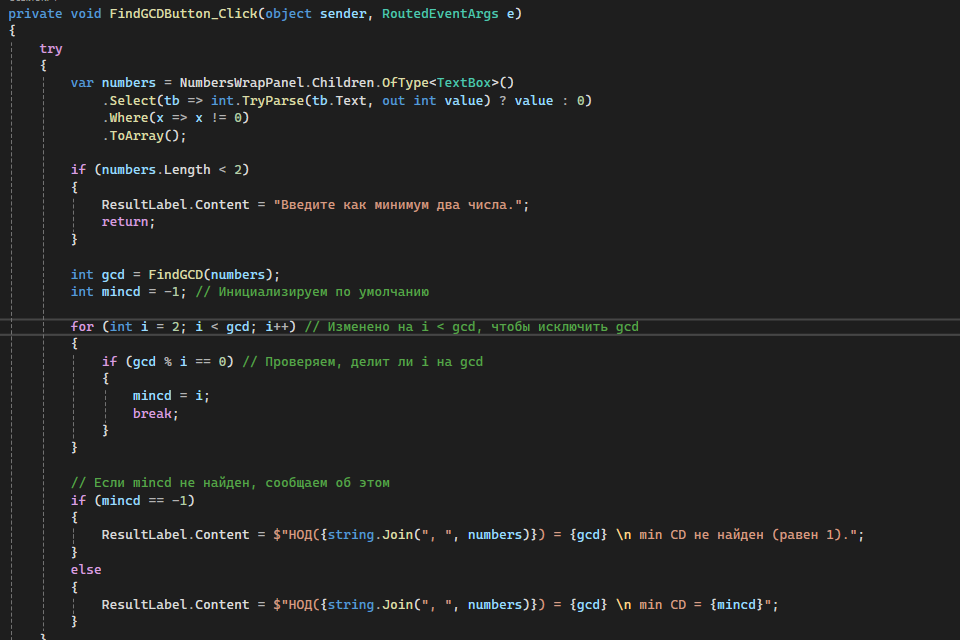 private void FindGCDButton_Click(object sender, RoutedEventArgs e)
{
try
{
var numbers = NumbersWrapPanel.Children.OfType<TextBox>()
.Select(tb => int.TryParse(tb.Text, out int value) ? value : 0)
.Where(x => x != 0)
.ToArray();
if (numbers.Length < 2)
{
ResultLabel.Content = "Введите как минимум два числа.";
return;
}
int gcd = FindGCD(numbers);
int mincd = -1; // Инициализируем по умолчанию
for (int i = 2; i < gcd; i++) // Изменено на i < gcd, чтобы исключить gcd
{
if (gcd % i == 0) // Проверяем, делит ли i на gcd
{
mincd = i;
break;
}
}
// Если mincd не найден, сообщаем об этом
if (mincd == -1)
{
ResultLabel.Content = $"НОД({string.Join(", ", numbers)}) = {gcd} \n min CD не найден (равен 1).";
}
else
{
ResultLabel.Content = $"НОД({string.Join(", ", numbers)}) = {gcd} \n min CD = {mincd}";
}
}